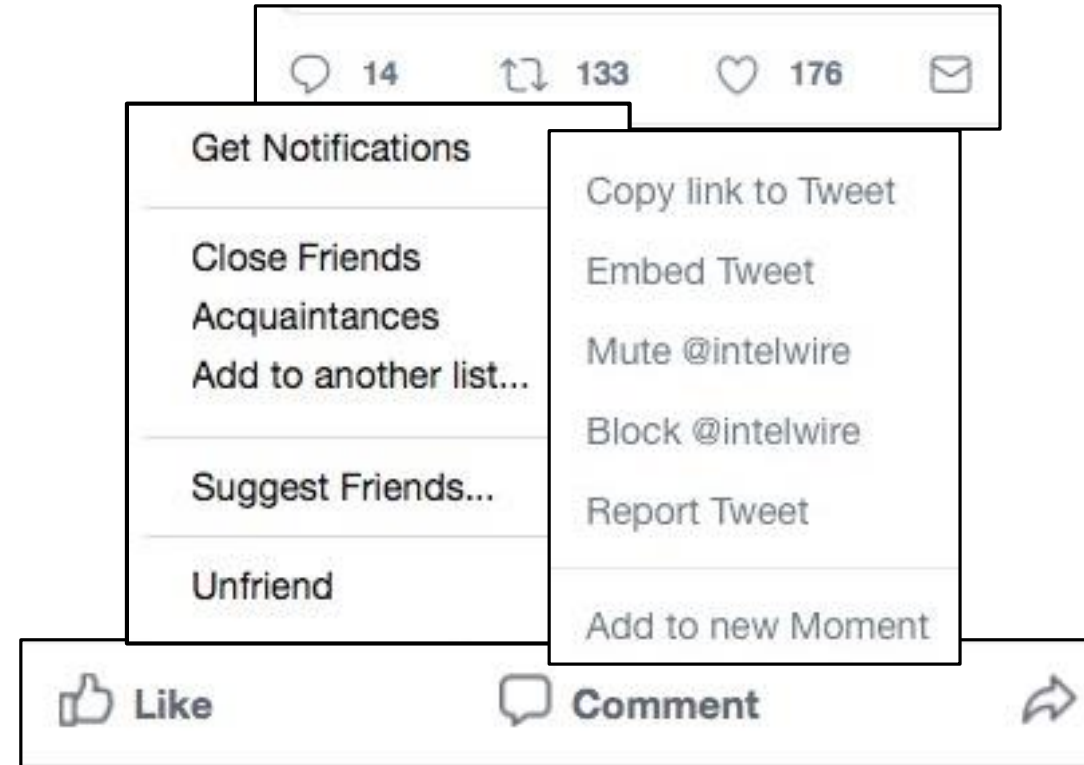 14 133 176
Get Notifications
Close Friends
Acquaintances
Add to another list...
Suggest Friends...
Unfriend
Copy link to Tweet
Embed Tweet
Mute @intelwire
Block @intelwire
Report Tweet
Add to new Moment
Like Comment